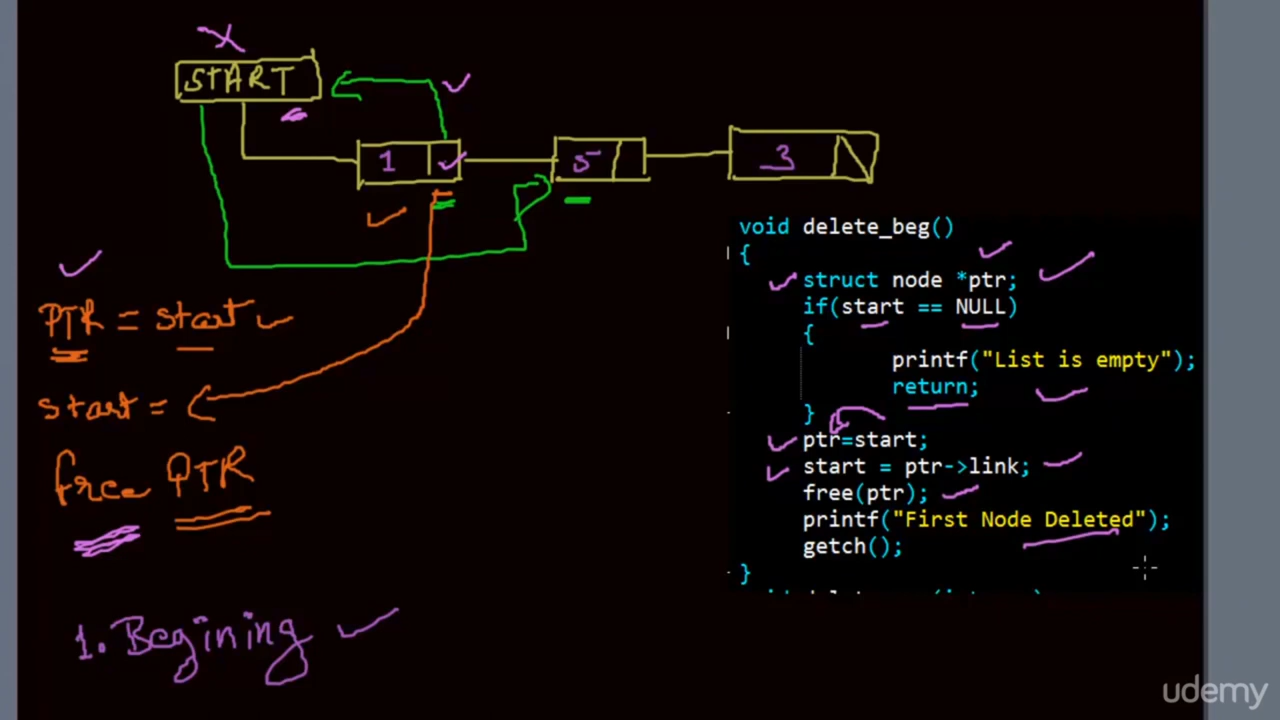 START
1 5 3
void delete_beg()
{
struct node *ptr;
if(start == NULL)
{
printf("List is empty");
return;
}
ptr=start;
start = ptr->link;
free(ptr);
printf("First Node Deleted");
getch();
}
PTR = start
start =
free PTR
1. Begining
udemy